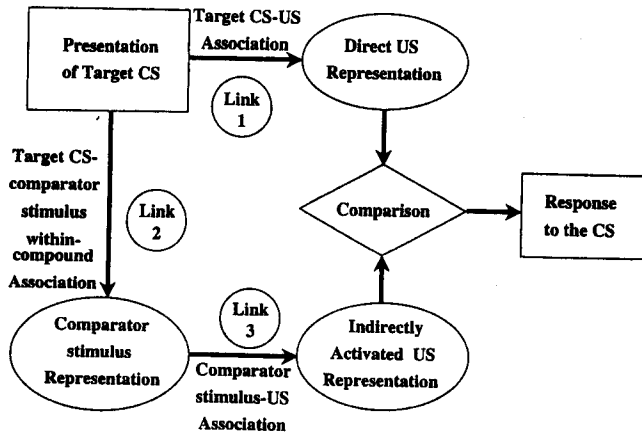 Target CS-US
Association
Presentation
of Target CS
Direct US
Representation
Link
1
Target CS-
comparator
stimulus
within-
compound
Association
Link
2
Comparison
Response
to the CS
Comparator
stimulus
Representation
Link
3
Comparator
stimulus-US
Association
Indirectly
Activated US
Representation